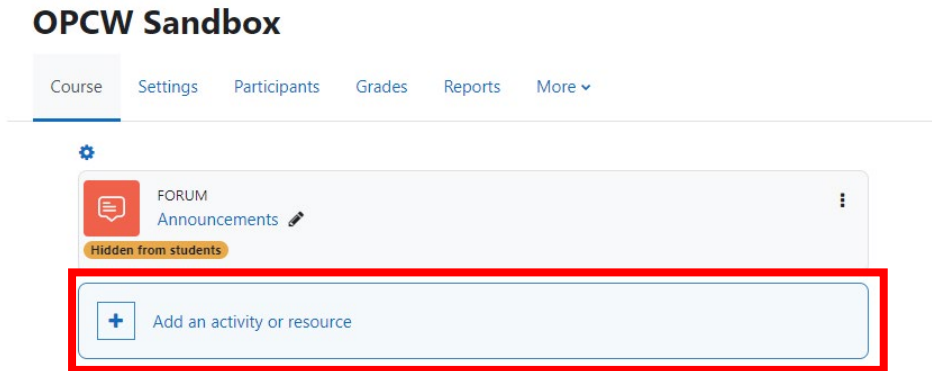 OPCW Sandbox
Course Settings Participants Grades Reports More
FORUM
Announcements
Hidden from students
Add an activity or resource